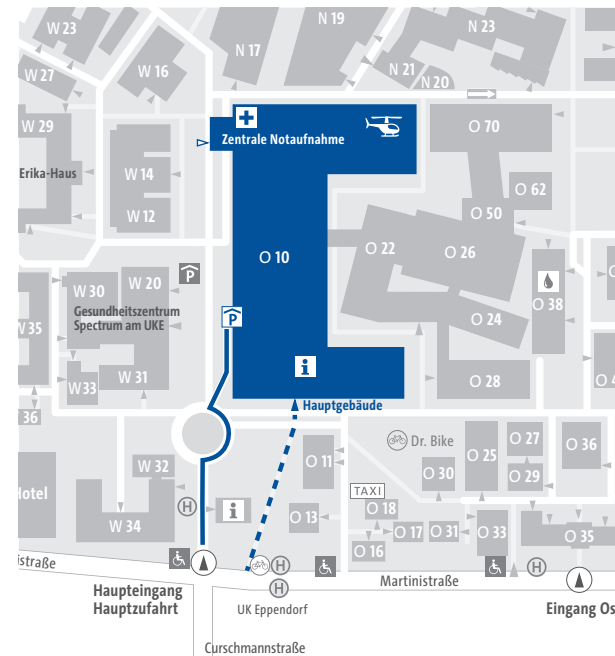 N 19
W 23
N 17
N 23
W 16
W 27
N 21
N 20
W 29
Zentrale Notaufnahme
O 70
Erika-Haus
W 14
O 62
W 12
O 50
O 22
O 26
O 10
P
W 30
W 20
O 38
Gesundheitszentrum
Spectrum am UKE
P
O 24
W 35
i
W 33
W 31
O 28
O 4
Hauptgebäude
36
Dr. Bike
O 25
O 27
O 36
O 11
W 32
O 30
O 29
Hotel
TAXI
H
i
O 18
O 13
W 34
O 17
O 31
O 33
O 35
O 16
istraße
H
H
Martinistraße
H
Haupteingang
Hauptzufahrt
UK Eppendorf
Eingang Os
Curschmannstraße